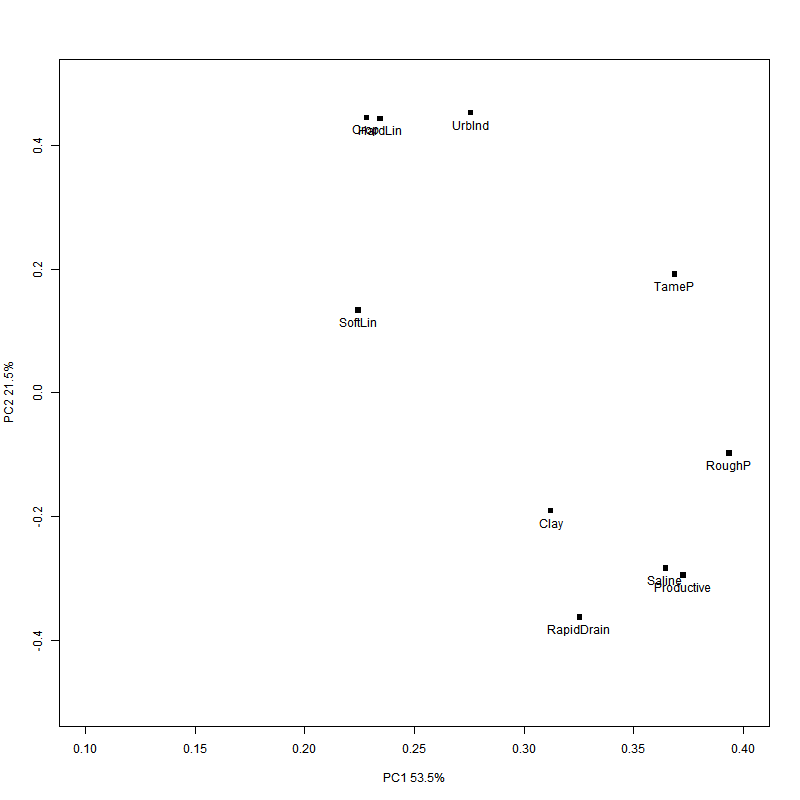 Crop
HardLin
UrbInd
TameP
SoftLin
RoughP
Clay
Saline
Productive
RapidDrain
0.4
0.2
0.0
-0.2
-0.4
PC2 21.5%
0.10 0.15 0.20 0.25 0.30 0.35 0.40
PC1 53.5%